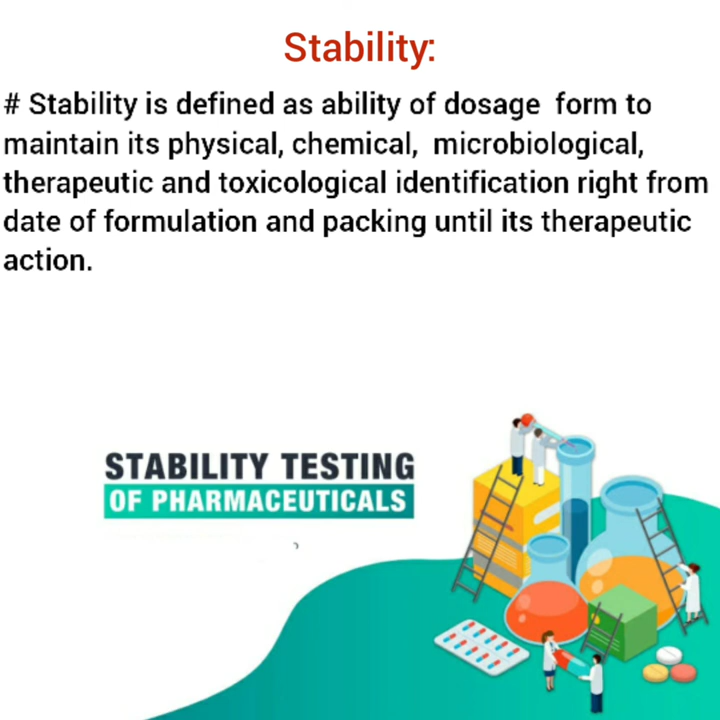 Stability:
# Stability is defined as ability of dosage form to
maintain its physical, chemical, microbiological,
therapeutic and toxicological identification right from
date of formulation and packing until its therapeutic
action.
STABILITY TESTING
OF PHARMACEUTICALS